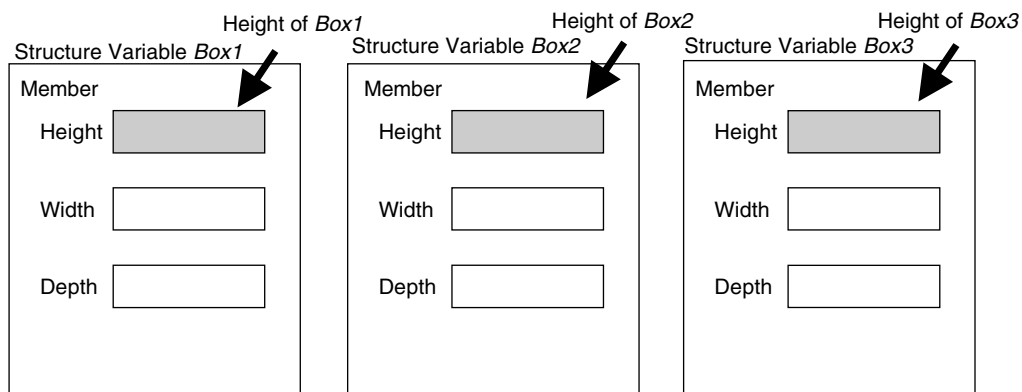 Height of Box1
Structure Variable Box1
Member
Height
Width
Depth
Height of Box2
Structure Variable Box2
Member
Height
Width
Depth
Height of Box3
Structure Variable Box3
Member
Height
Width
Depth